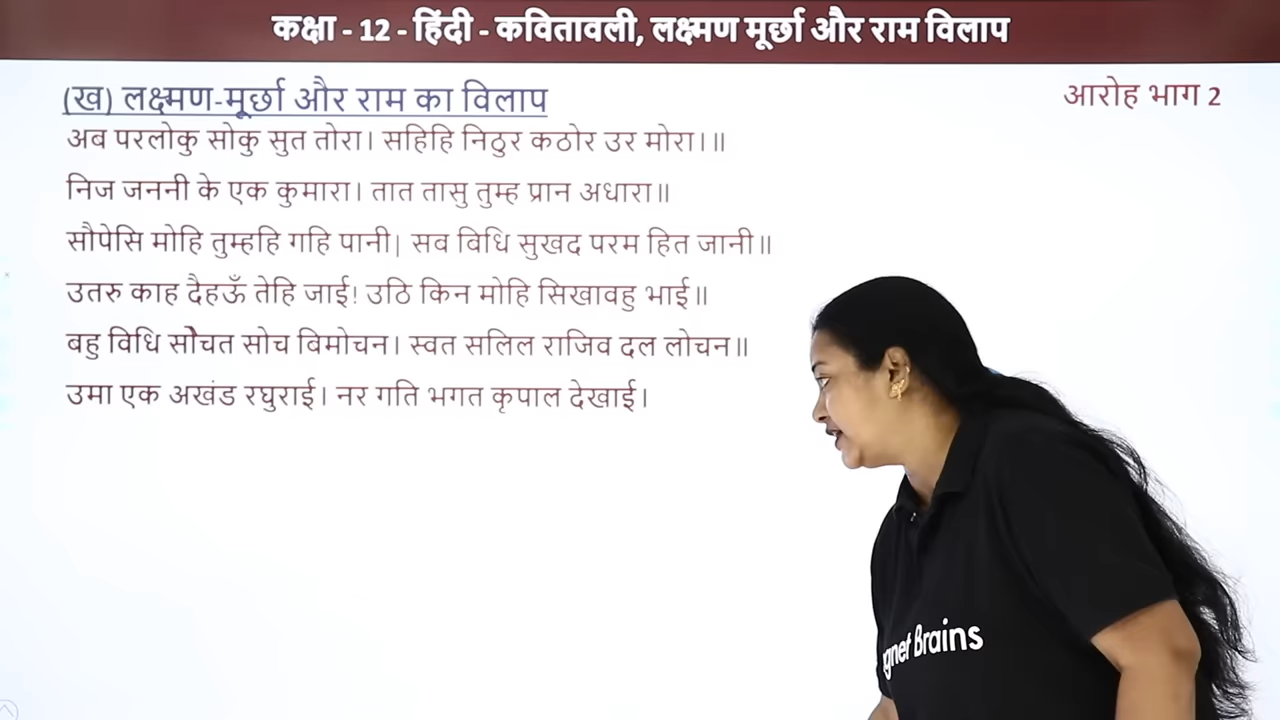 कक्षा - 12 - हिंदी - कवितावली, लक्ष्मण मूर्छा और राम विलाप
(ख) लक्ष्मण-मूर्छा और राम का विलाप
आरोह भाग 2
अब परलोकु सोकु सुत तोरा। सहिहि निठुर कठोर उर मोरा।॥
निज जननी के एक कुमारा। तात तासु तुम्ह प्रान अधारा॥
सौपेसि मोहि तुम्हहि गहि पानी| सव विधि सुखद परम हित जानी॥
उतरु काह दैहऊँ तेहि जाई! उठि किन मोहि सिखावहु भाई॥
बहु विधि सोचत सोच बिमोचन। स्वत सलिल राजिव दल लोचन॥
उमा एक अखंड रघुराई। नर गति भगत कृपाल देखाई।
gnet Brains